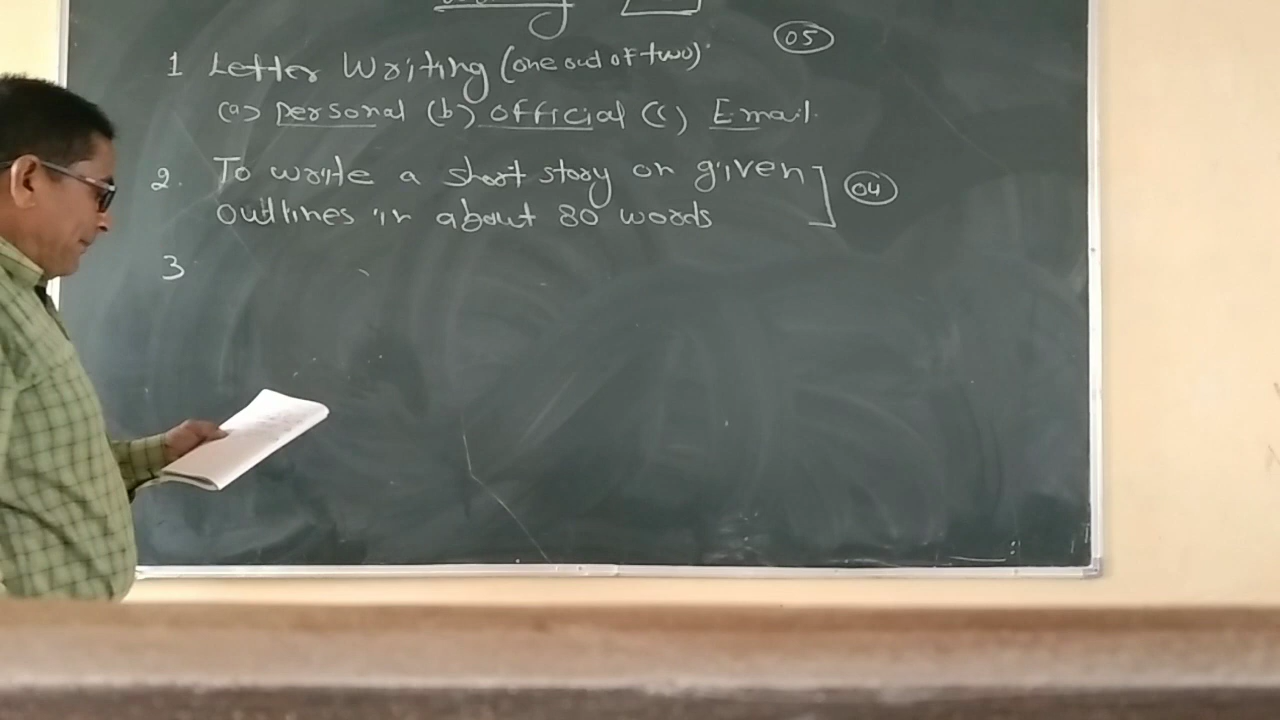 05
1 Letter Writing (one out of two)
(a) personal (b) official (c) Email.
2. To write a short story on given
outlines in about 80 words
04
3